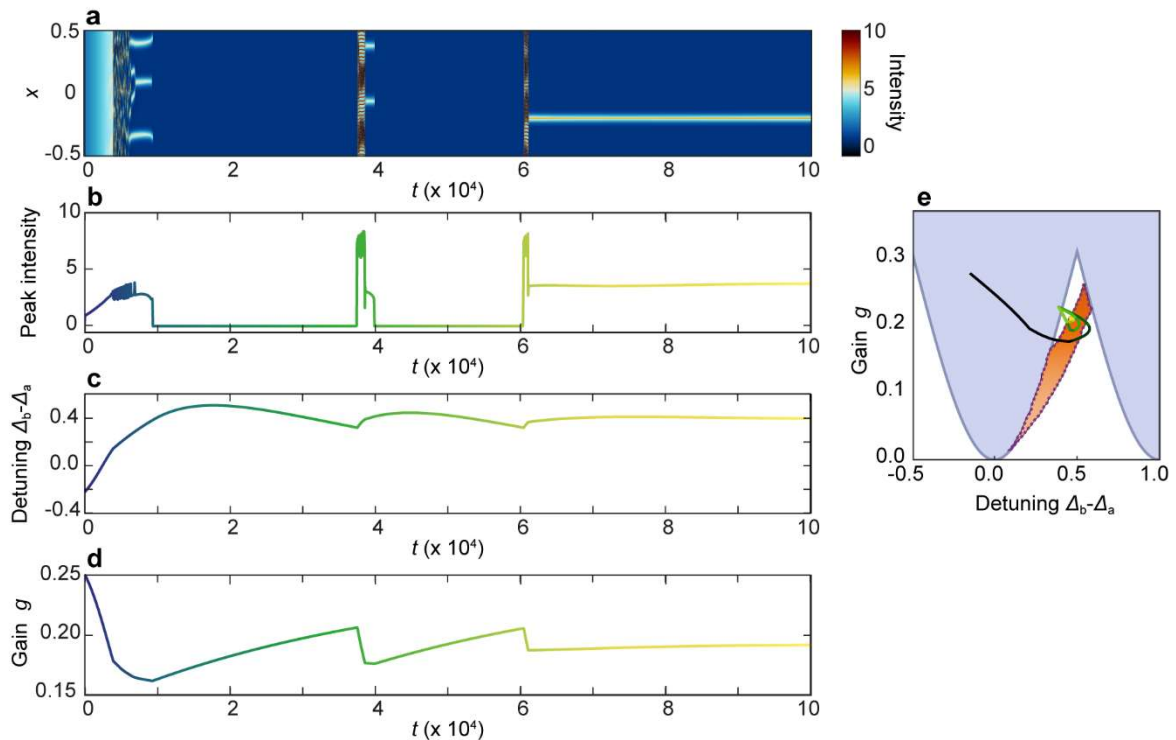 a
0.5
x
0
-0.5
2
4
6
8
10
t (x 10⁴)
10
5
0
Intensity
b
Peak intensity
10
5
0
0
2
4
6
8
10
t (x 10⁴)
c
Detuning Δb-Δa
0.4
0.0
-0.4
0
2
4
6
8
10
t (x 10⁴)
d
Gain g
0.25
0.20
0.15
0
2
4
6
8
10
t (x 10⁴)
e
Gain g
0.3
0.2
0.1
0.0
-0.5
0.0
0.5
1.0
Detuning Δb-Δa